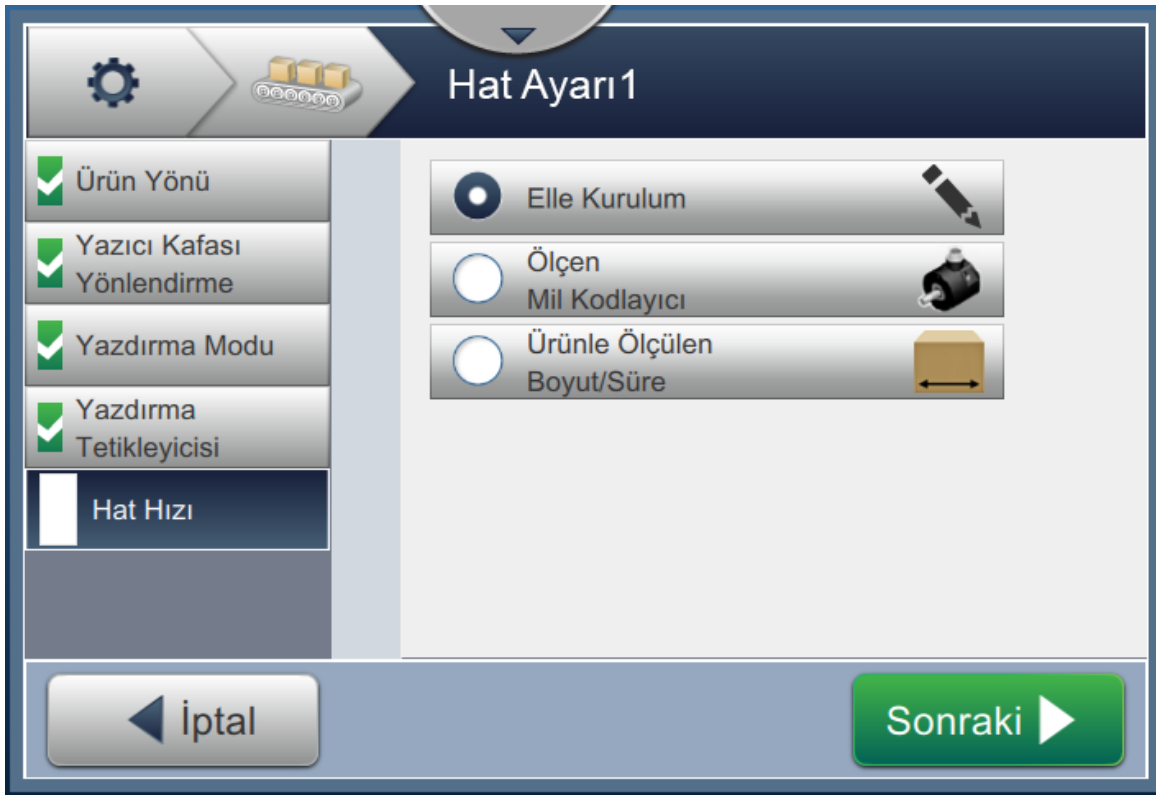 Hat Ayarı1
Ürün Yönü
Yazıcı Kafası
Yönlendirme
Yazdırma Modu
Yazdırma
Tetikleyicisi
Hat Hızı
Elle Kurulum
Ölçen
Mil Kodlayıcı
Ürünle Ölçülen
Boyut/Süre
İptal
Sonraki